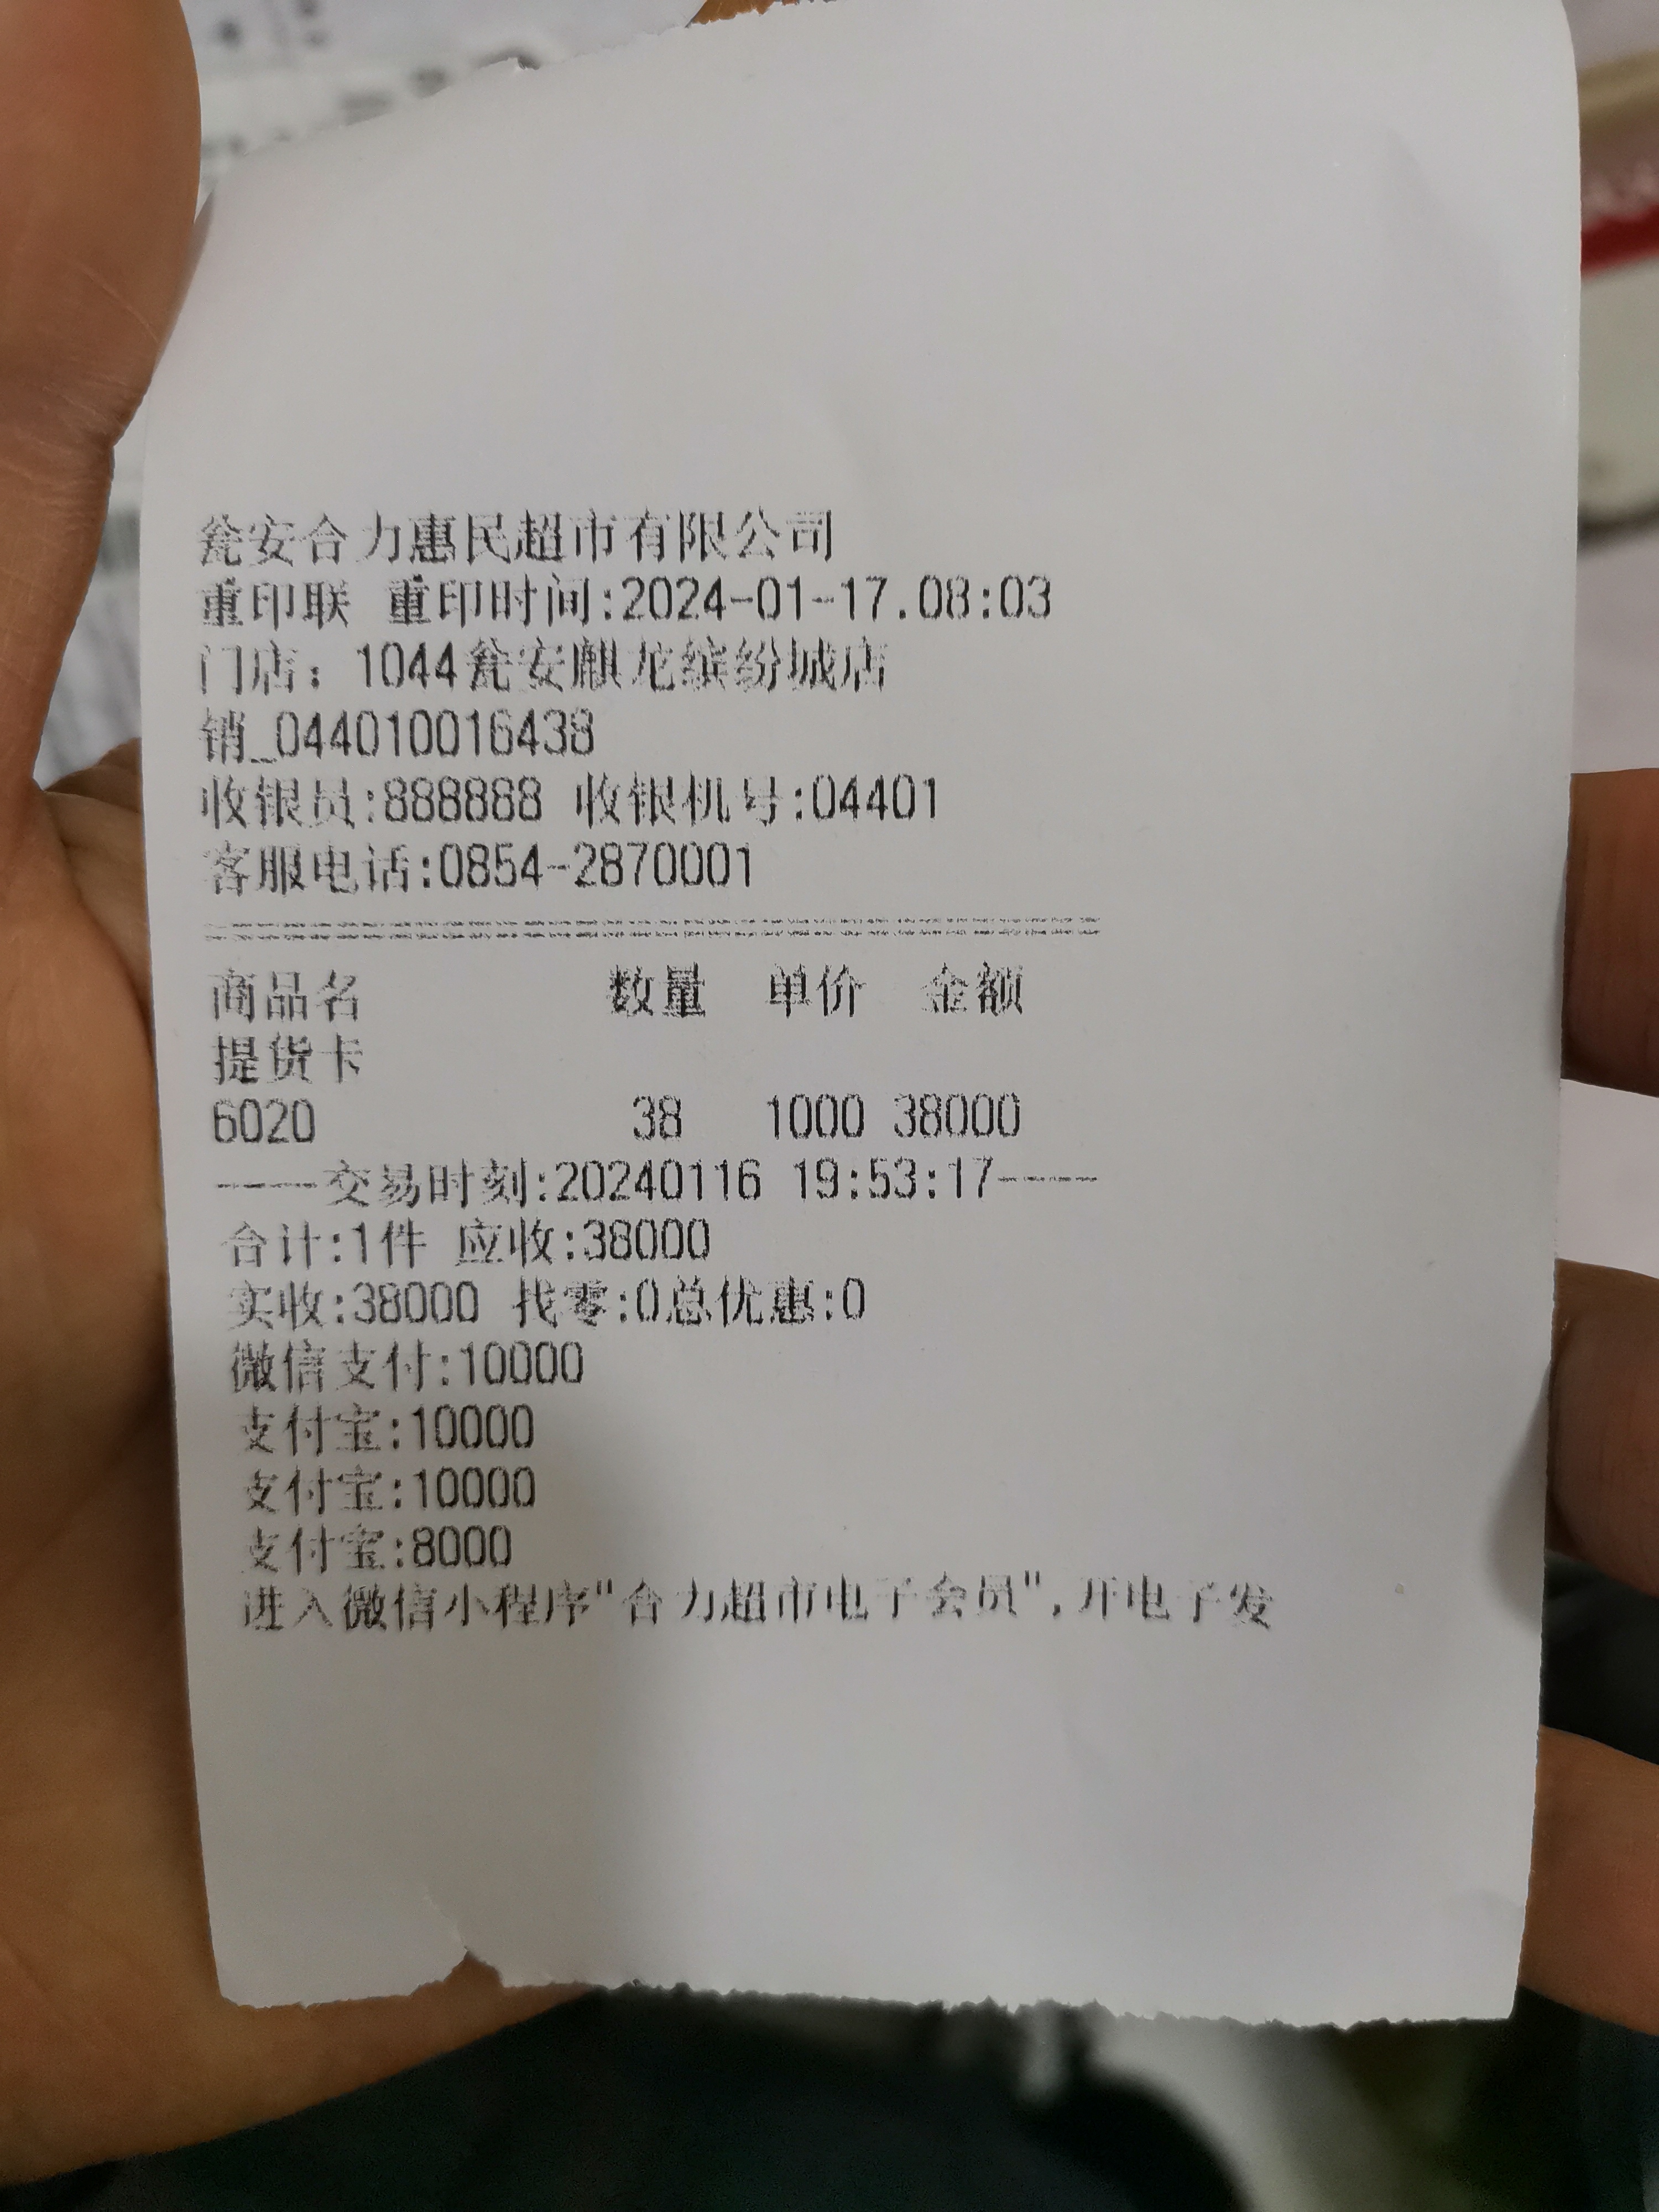 瓮安合力惠民超市有限公司
重印联 重印时间:2024-01-17.08:03
门店：1044瓮安麒龙缤纷城店
销_044010016438
收银员:888888 收银机号:04401
客服电话:0854-2870001
商品名 数量 单价 金额
提货卡
6020 38 1000 38000
----交易时刻:20240116 19:53:17----
合计:1件 应收:38000
实收:38000 找零:0总优惠:0
微信支付:10000
支付宝:10000
支付宝:10000
支付宝:8000
进入微信小程序"合力超市电子会员",开电子发